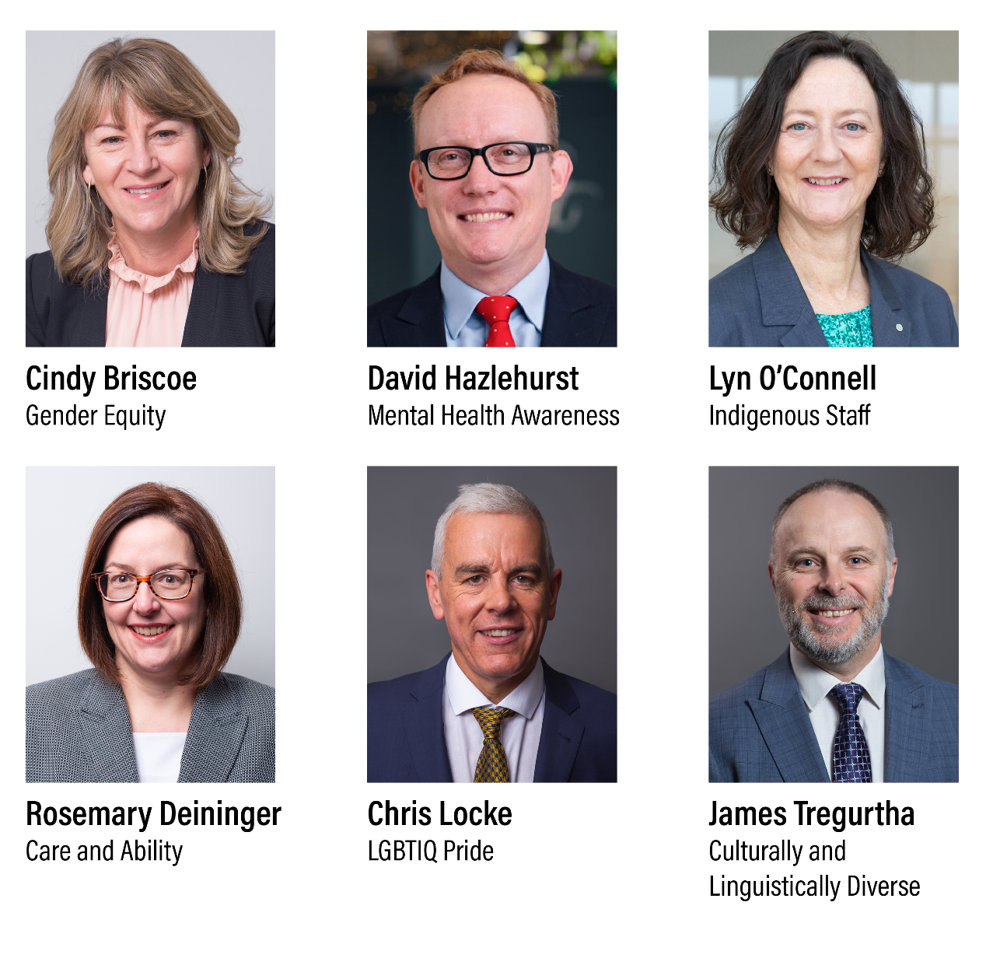 Cindy Briscoe
Gender Equity
David Hazlehurst
Mental Health Awareness
Lyn O’Connell
Indigenous Staff
Rosemary Deininger
Care and Ability
Chris Locke
LGBTIQ Pride
James Tregurtha
Culturally and
Linguistically Diverse